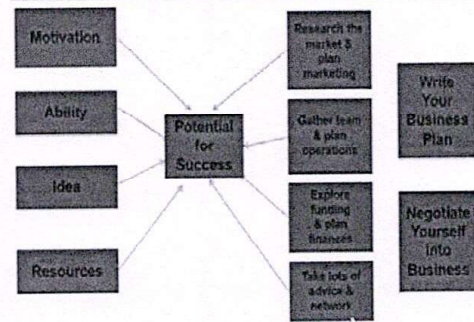 Motivation
Ability
Idea
Resources
Potential
for
Success
Research the
market &
plan
marketing
Gather team
& plan
operations
Explore
funding
& plan
finances
Take lots of
advice &
network
Write
Your
Business
Plan
Negotiate
Yourself
Into
Business